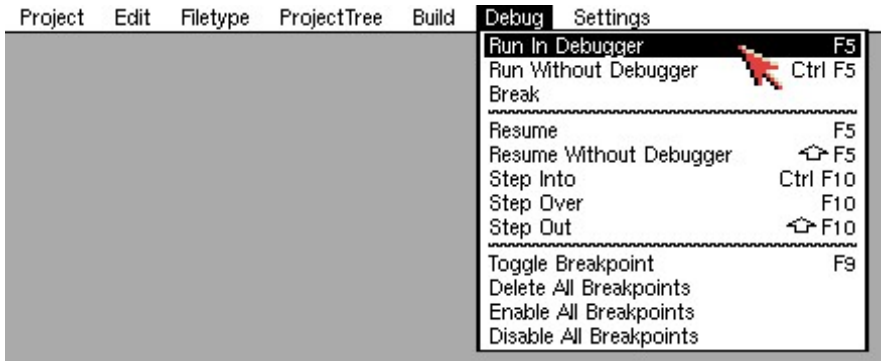 Project Edit Filetype ProjectTree Build Debug Settings
Run In Debugger F5
Run Without Debugger Ctrl F5
Break
Resume F5
Resume Without Debugger ⇧ F5
Step Into Ctrl F10
Step Over F10
Step Out ⇧ F10
Toggle Breakpoint F9
Delete All Breakpoints
Enable All Breakpoints
Disable All Breakpoints